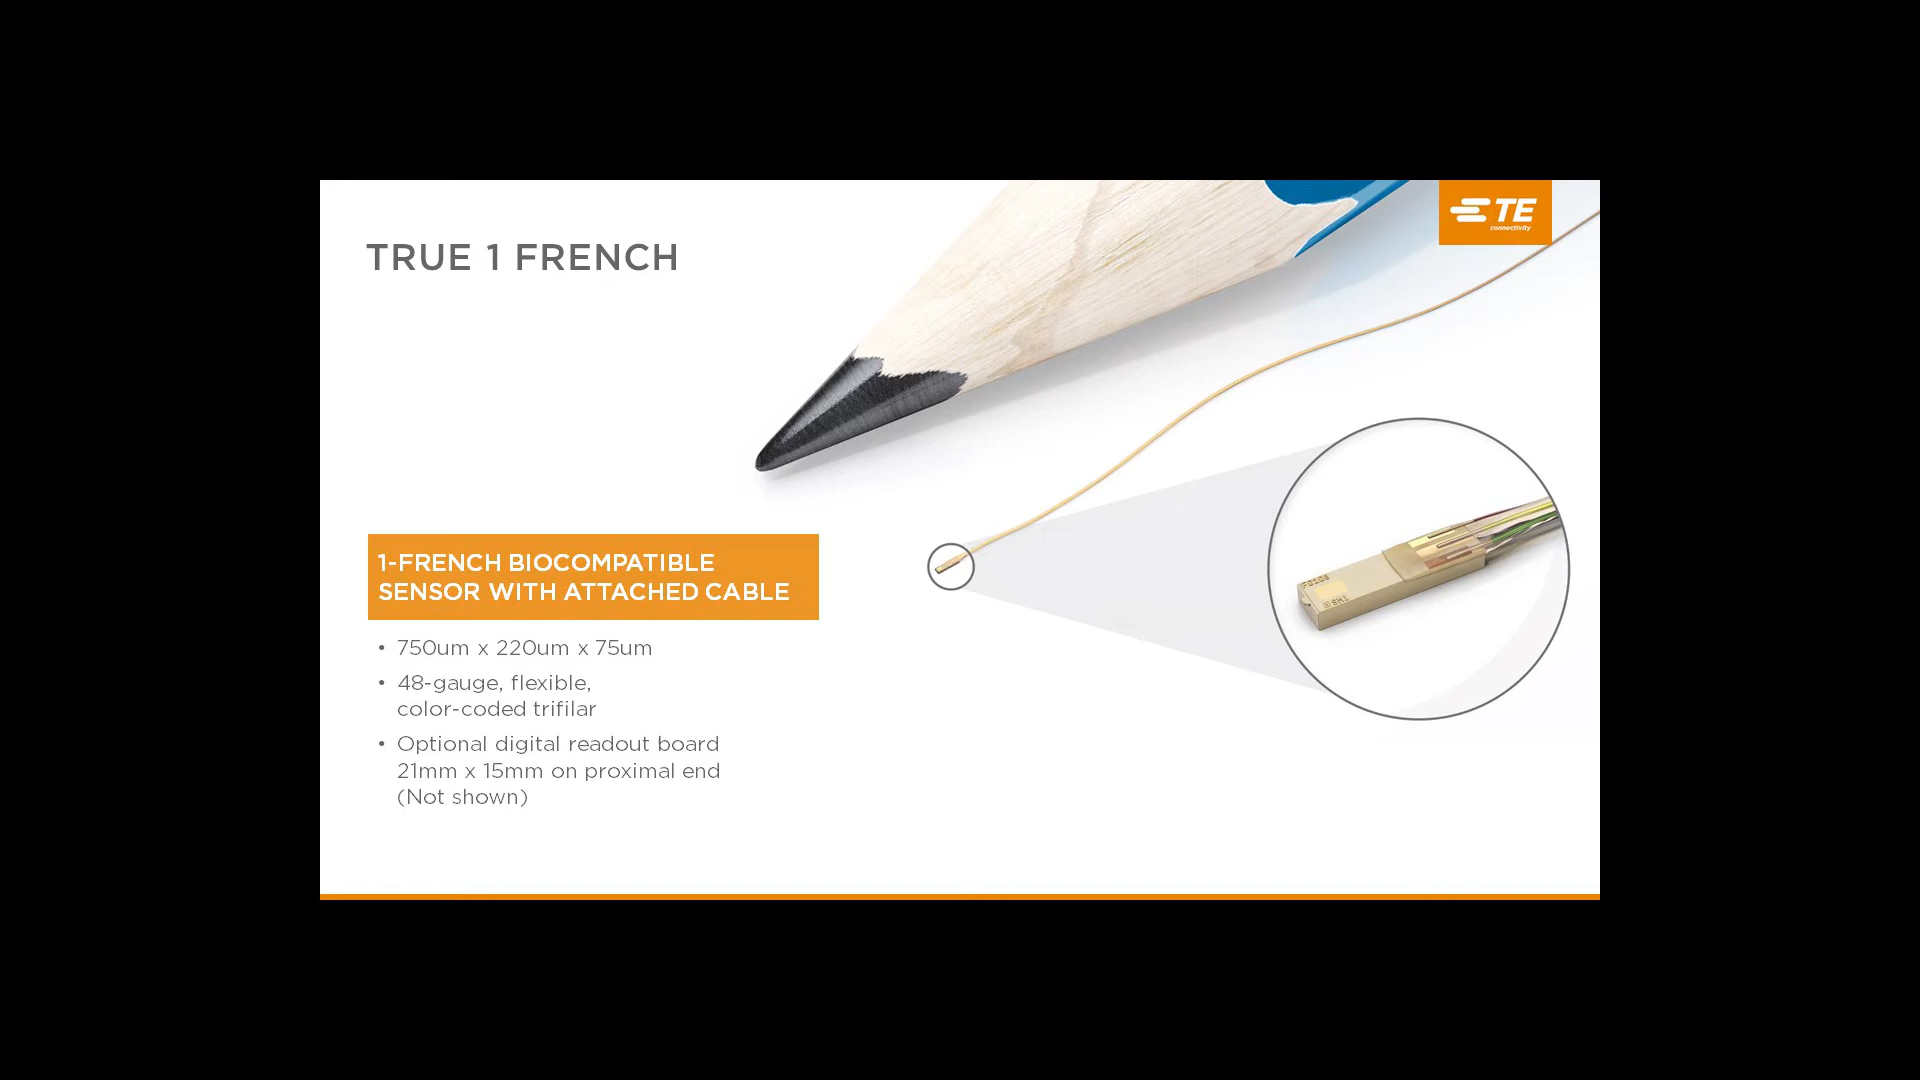 TE
connectivity
TRUE 1 FRENCH
1-FRENCH BIOCOMPATIBLE
SENSOR WITH ATTACHED CABLE
• 750um x 220um x 75um
• 48-gauge, flexible,
color-coded trifilar
• Optional digital readout board
21mm x 15mm on proximal end
(Not shown)
SM1